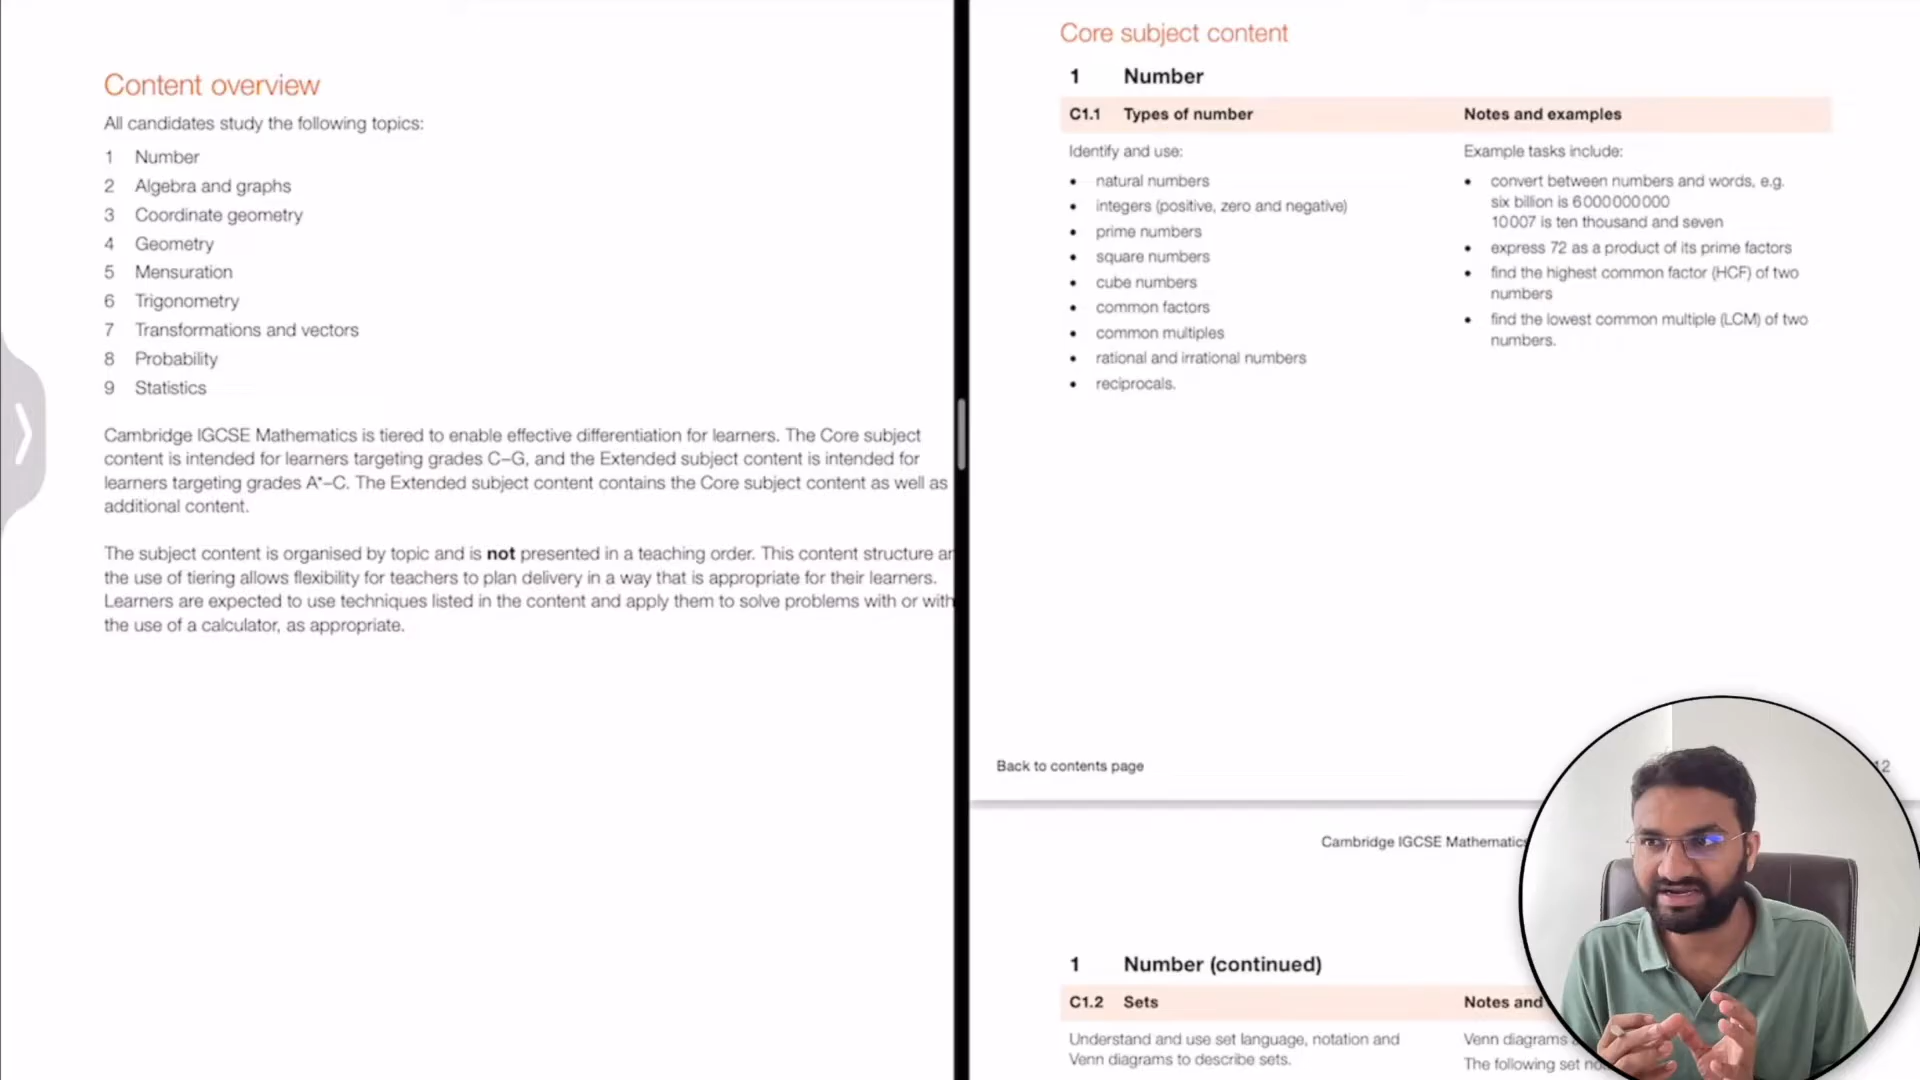 Content overview
All candidates study the following topics:
1 Number
2 Algebra and graphs
3 Coordinate geometry
4 Geometry
5 Mensuration
6 Trigonometry
7 Transformations and vectors
8 Probability
9 Statistics
Cambridge IGCSE Mathematics is tiered to enable effective differentiation for learners. The Core subject
content is intended for learners targeting grades C–G, and the Extended subject content is intended for
learners targeting grades A*–C. The Extended subject content contains the Core subject content as well as
additional content.
The subject content is organised by topic and is not presented in a teaching order. This content structure
the use of tiering allows flexibility for teachers to plan delivery in a way that is appropriate for their learners.
Learners are expected to use techniques listed in the content and apply them to solve problems with or with
the use of a calculator, as appropriate.
Core subject content
1 Number
C1.1 Types of number Notes and examples
Identify and use:
• natural numbers
• integers (positive, zero and negative)
• prime numbers
• square numbers
• cube numbers
• common factors
• common multiples
• rational and irrational numbers
• reciprocals.
Example tasks include:
• convert between numbers and words, e.g.
six billion is 6 000 000 000
10 007 is ten thousand and seven
• express 72 as a product of its prime factors
• find the highest common factor (HCF) of two
numbers
• find the lowest common multiple (LCM) of two
numbers.
Back to contents page
Cambridge IGCSE Mathematics
1 Number (continued)
C1.2 Sets Notes and
Understand and use set language, notation and
Venn diagrams to describe sets.
Venn diagrams
The following set